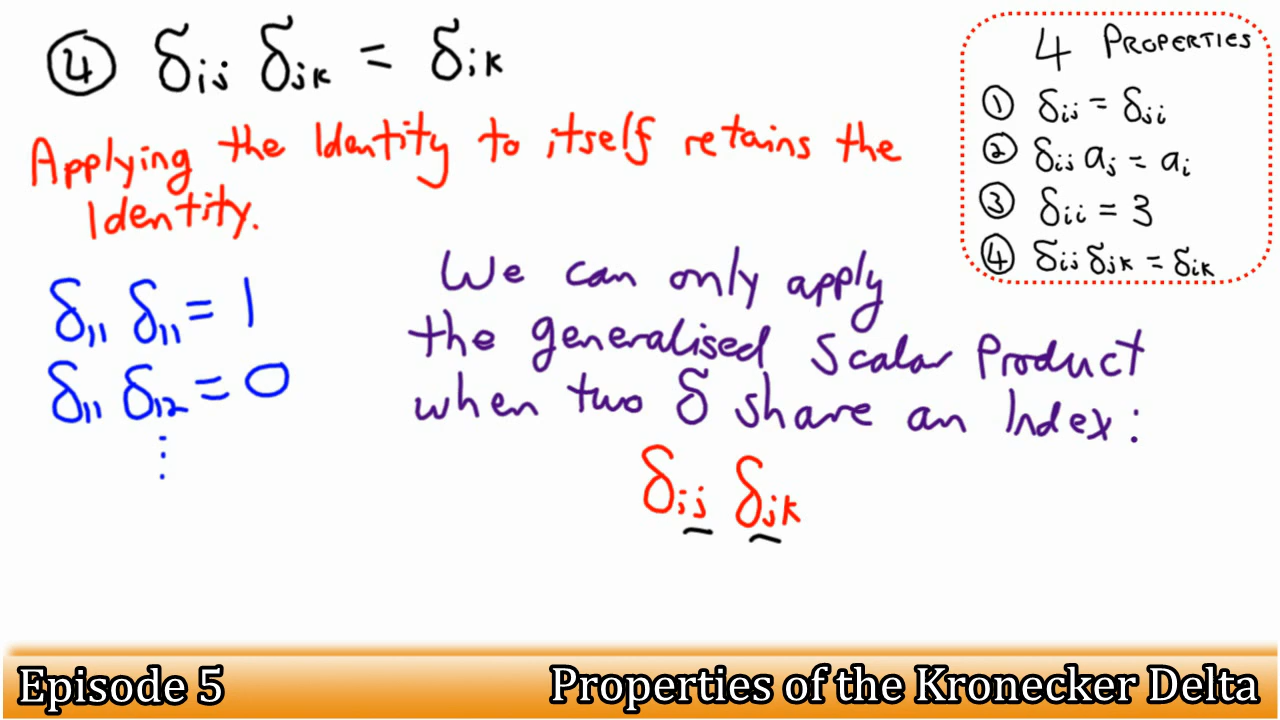 ④ δij δjk = δik
Applying the Identity to itself retains the
Identity.
δ11 δ11 = 1
δ11 δ12 = 0
⋮
We can only apply
the generalised Scalar Product
when two δ share an Index:
δij δjk
4 PROPERTIES
① δij = δji
② δij aj = ai
③ δii = 3
④ δij δjk = δik
Episode 5
Properties of the Kronecker Delta